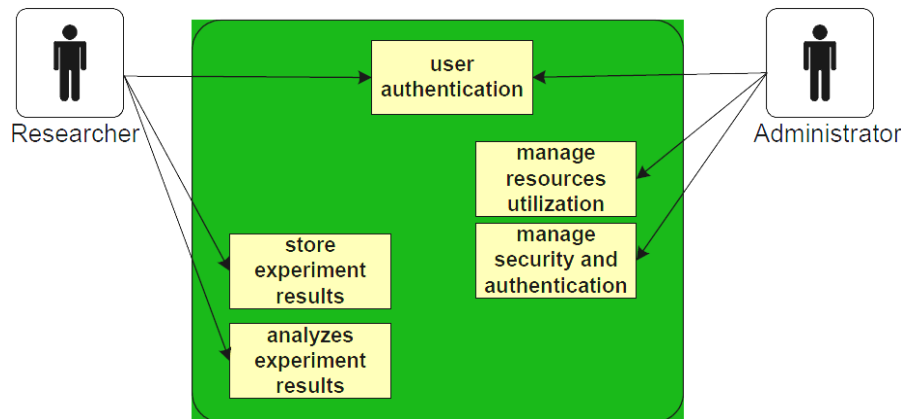 user
authentication
Researcher
Administrator
manage
resources
utilization
manage
security and
authentication
store
experiment
results
analyzes
experiment
results